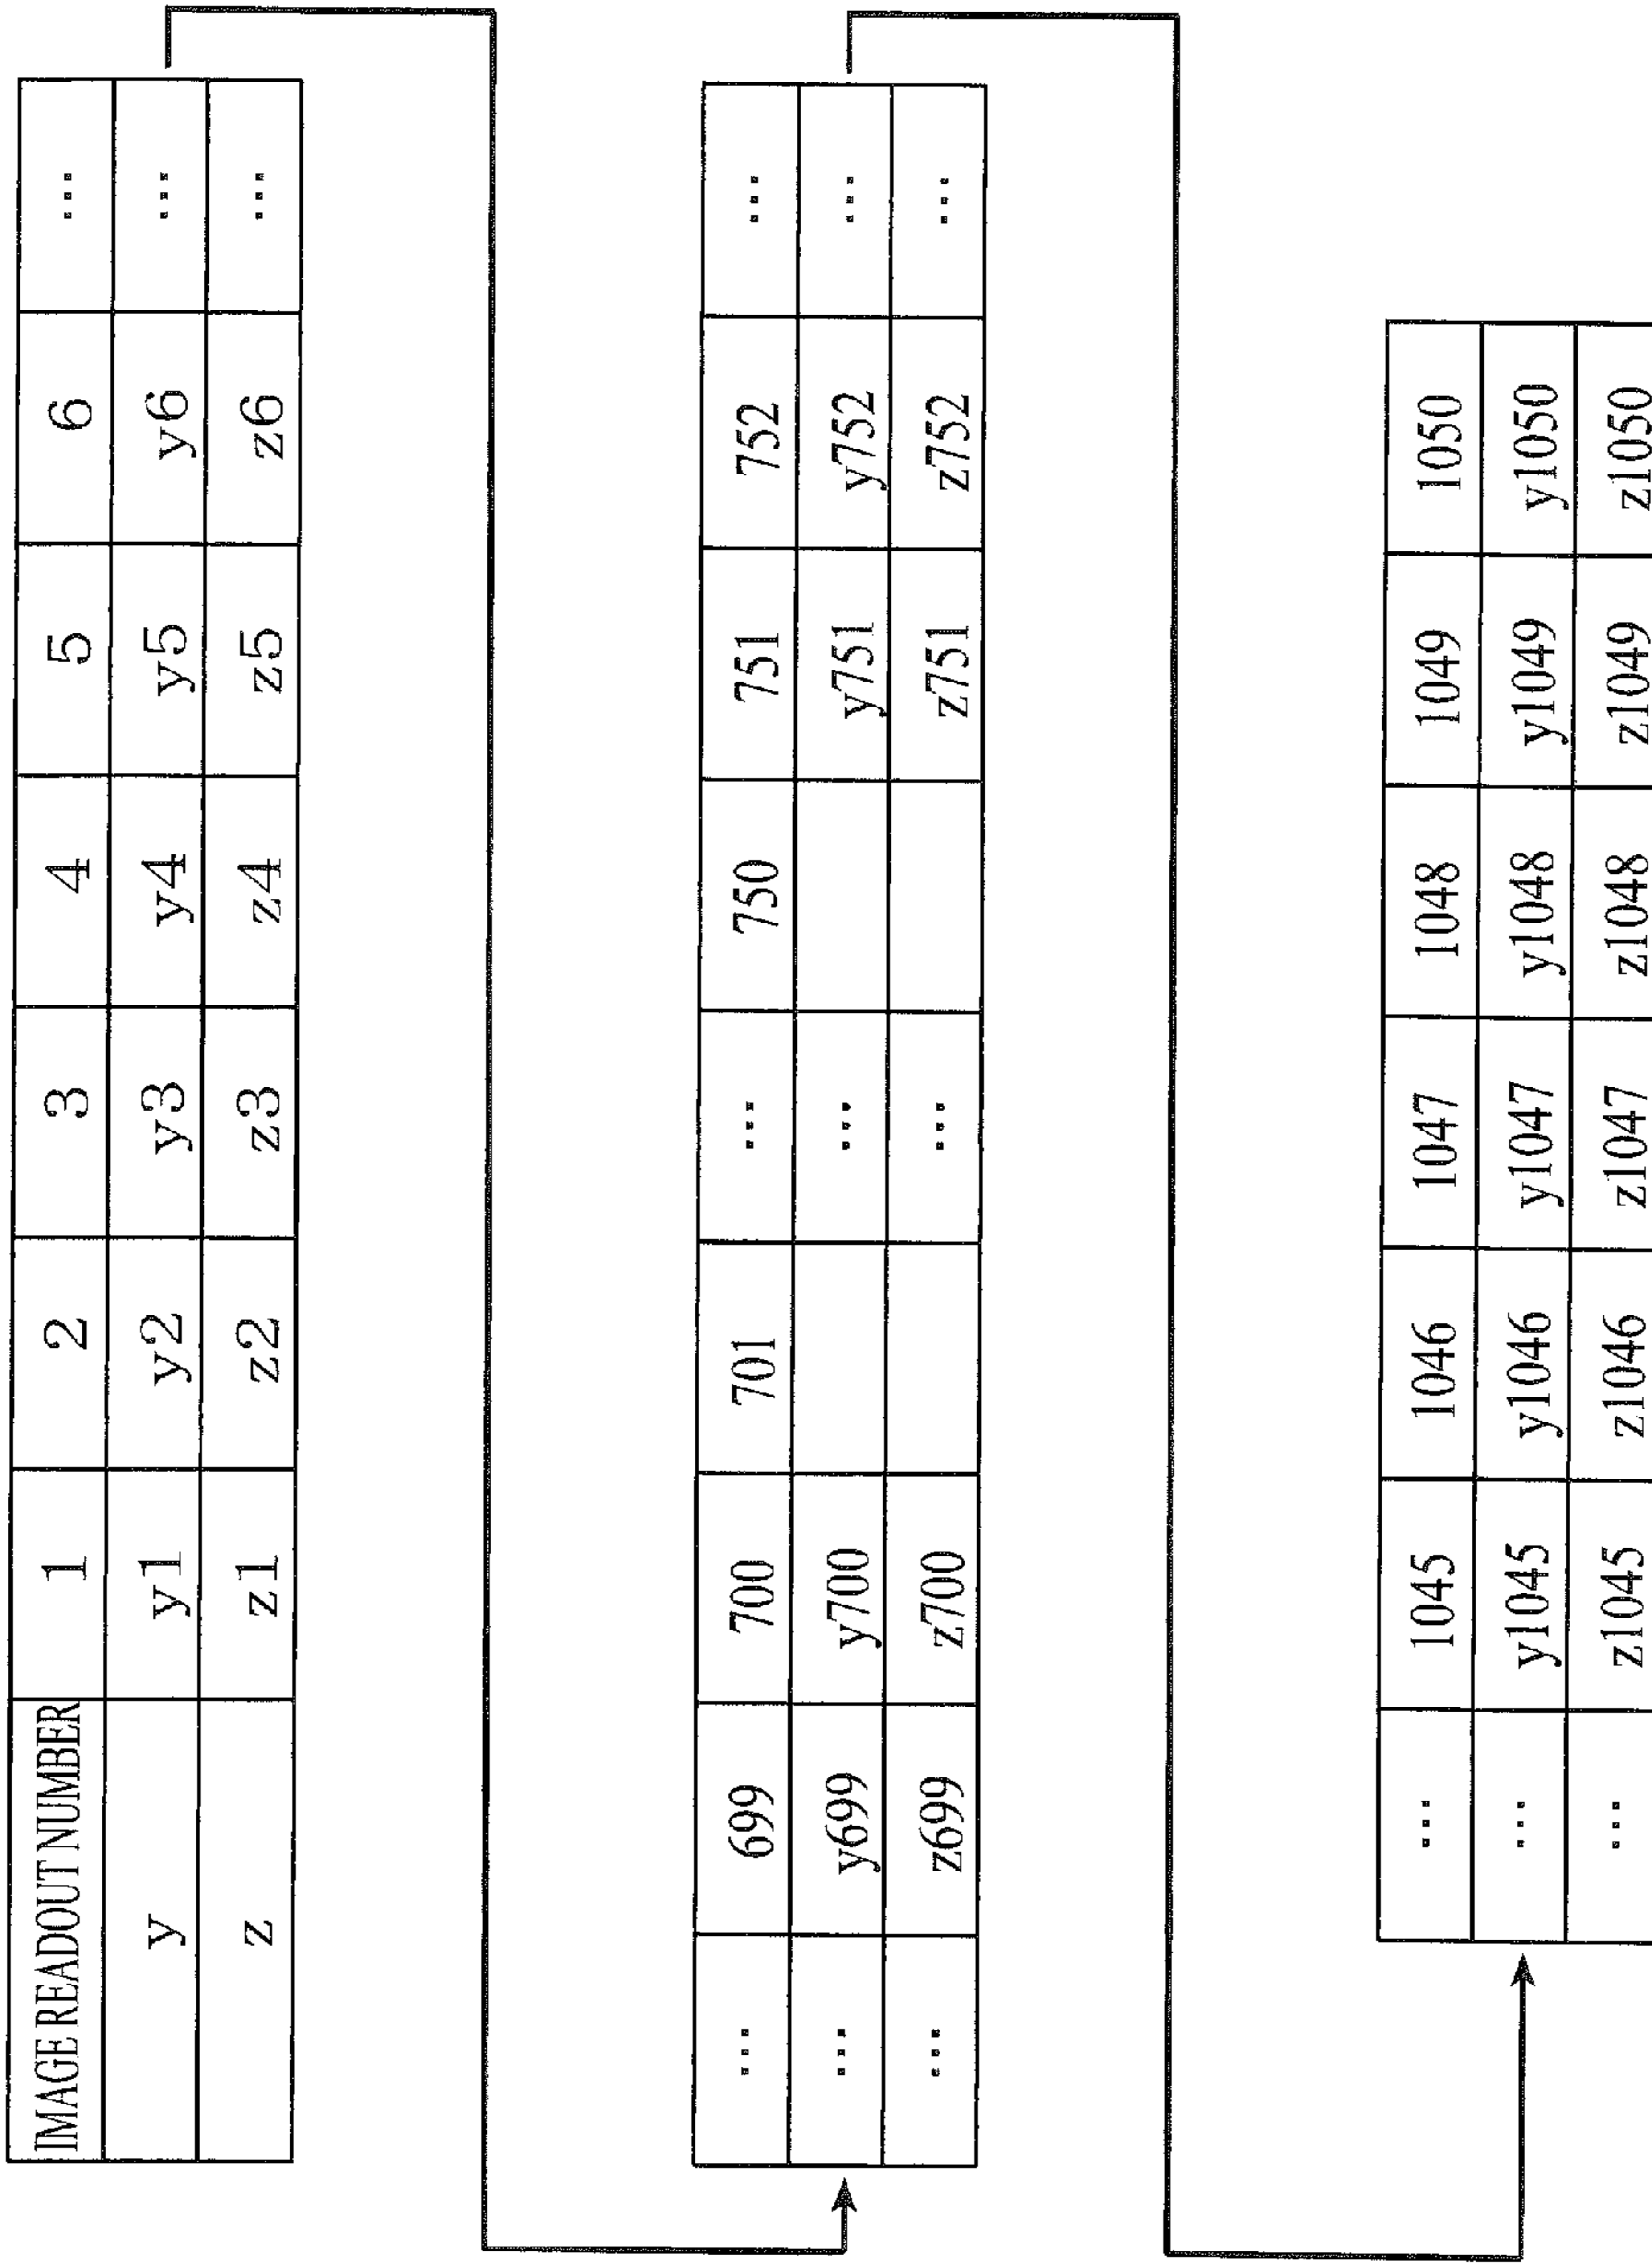 IMAGE READOUT NUMBER 1 2 3 4 5 6 ...
y y1 y2 y3 y4 y5 y6 ...
z z1 z2 z3 z4 z5 z6 ...
... 699 700 701 ... 750 751 752 ...
... y699 y700 ... y751 y752 ...
... z699 z700 ... z751 z752 ...
... 1045 1046 1047 1048 1049 1050
... y1045 y1046 y1047 y1048 y1049 y1050
... z1045 z1046 z1047 z1048 z1049 z1050